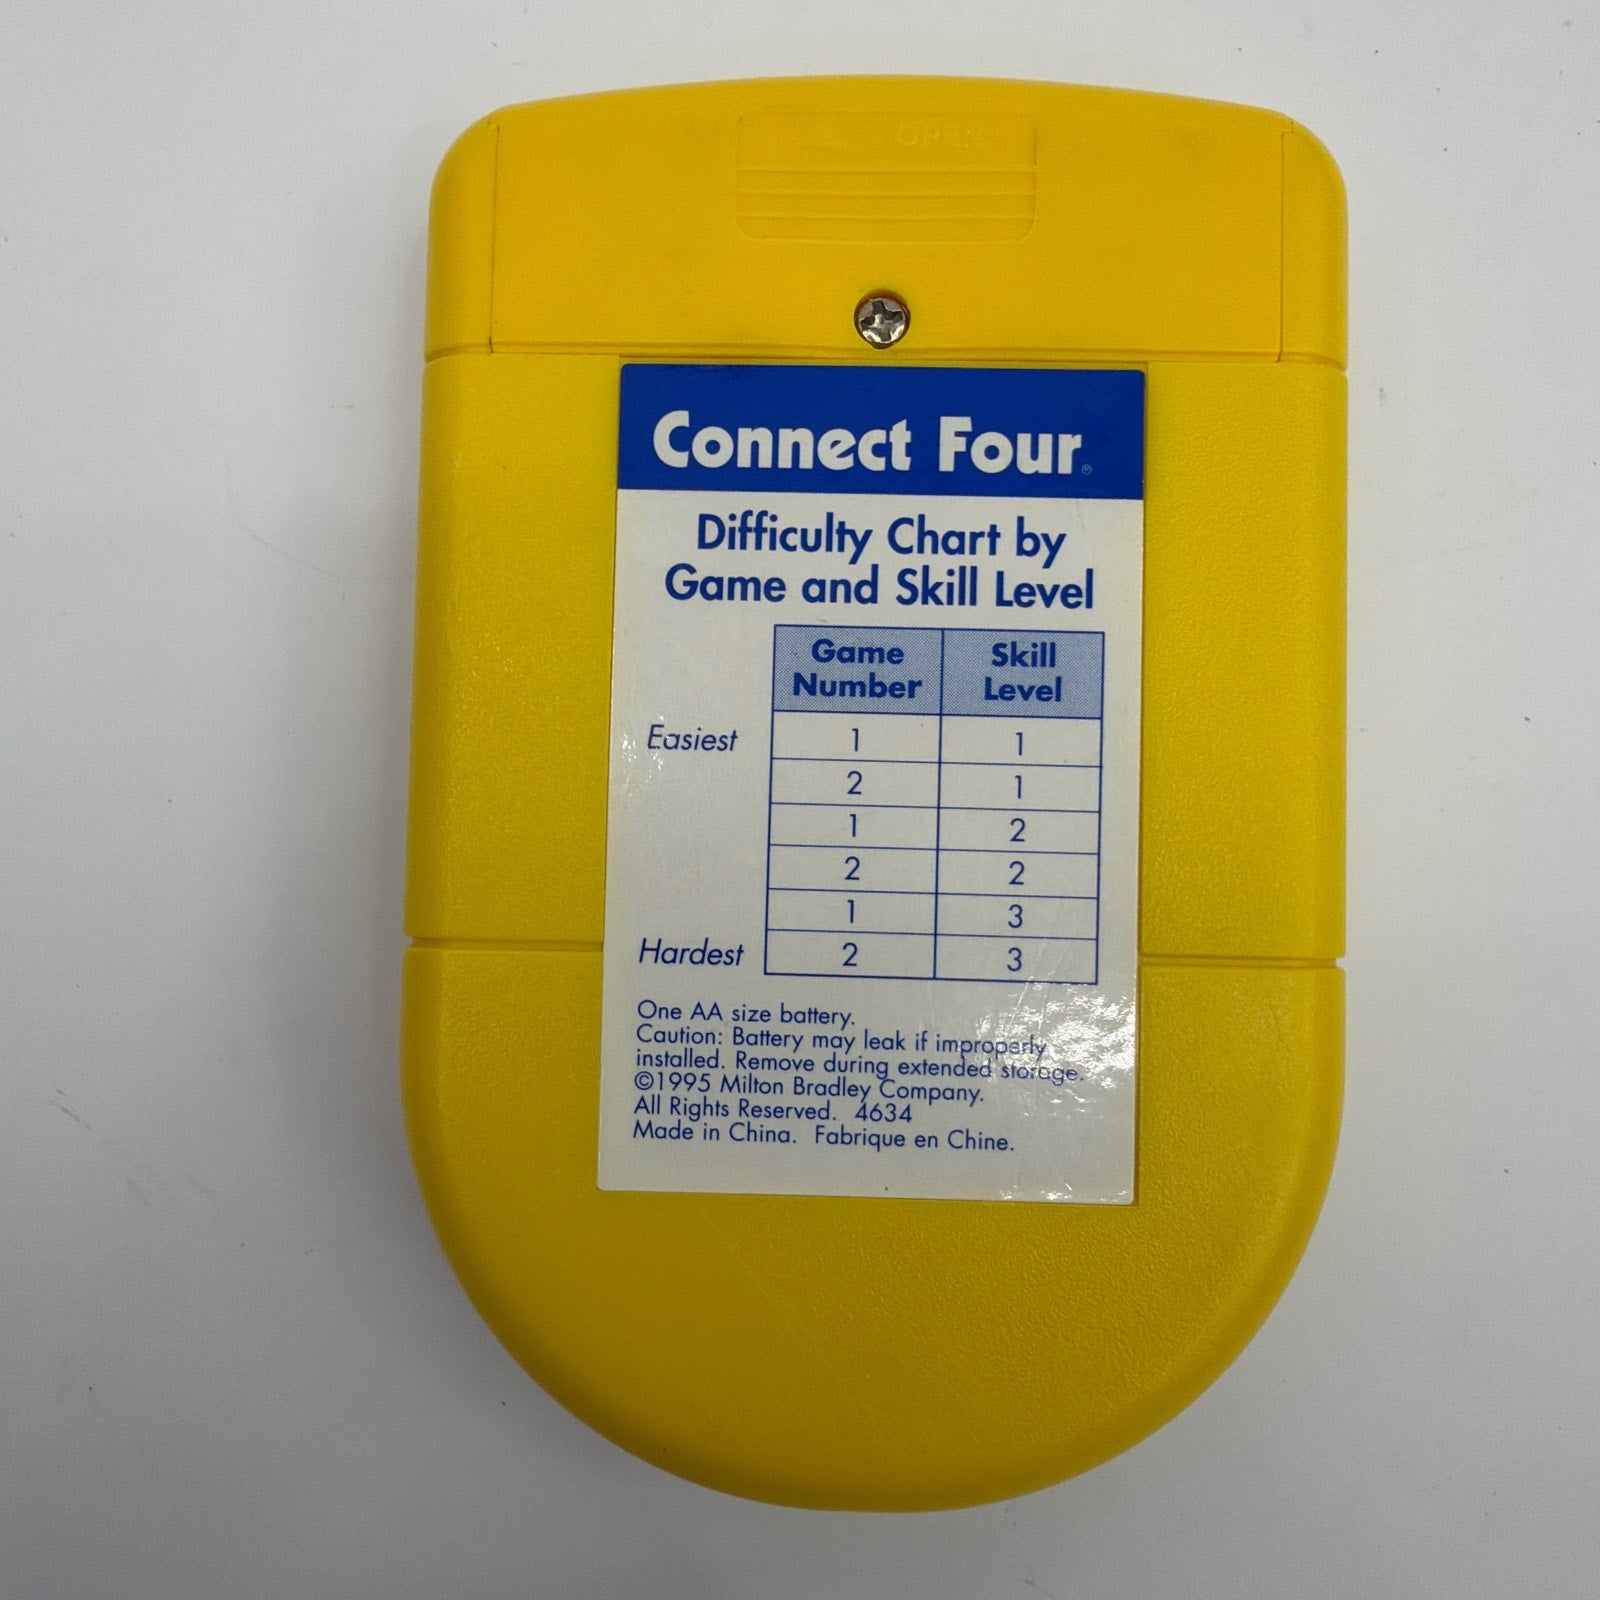 OPEN
Connect Four®
Difficulty Chart by
Game and Skill Level
Game Number Skill Level
Easiest 1 1
2 1
1 2
2 2
1 3
Hardest 2 3
One AA size battery.
Caution: Battery may leak if improperly
installed. Remove during extended storage.
©1995 Milton Bradley Company.
All Rights Reserved. 4634
Made in China. Fabrique en Chine.